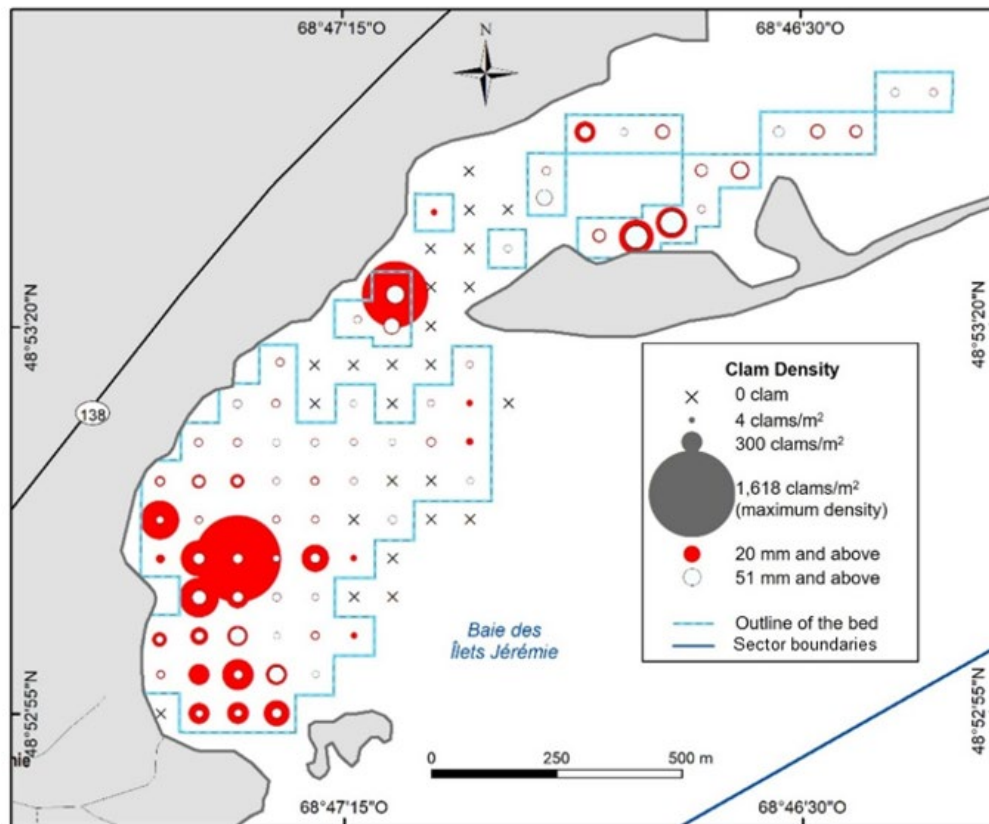 68°47'15"O
68°46'30"O
N
48°53'20"N
48°53'20"N
138
Clam Density
0 clam
4 clams/m²
300 clams/m²
1,618 clams/m²
(maximum density)
20 mm and above
51 mm and above
Outline of the bed
Sector boundaries
Baie des
Îlets Jérémie
48°52'55"N
48°52'55"N
nie
0
250
500 m
68°47'15"O
68°46'30"O